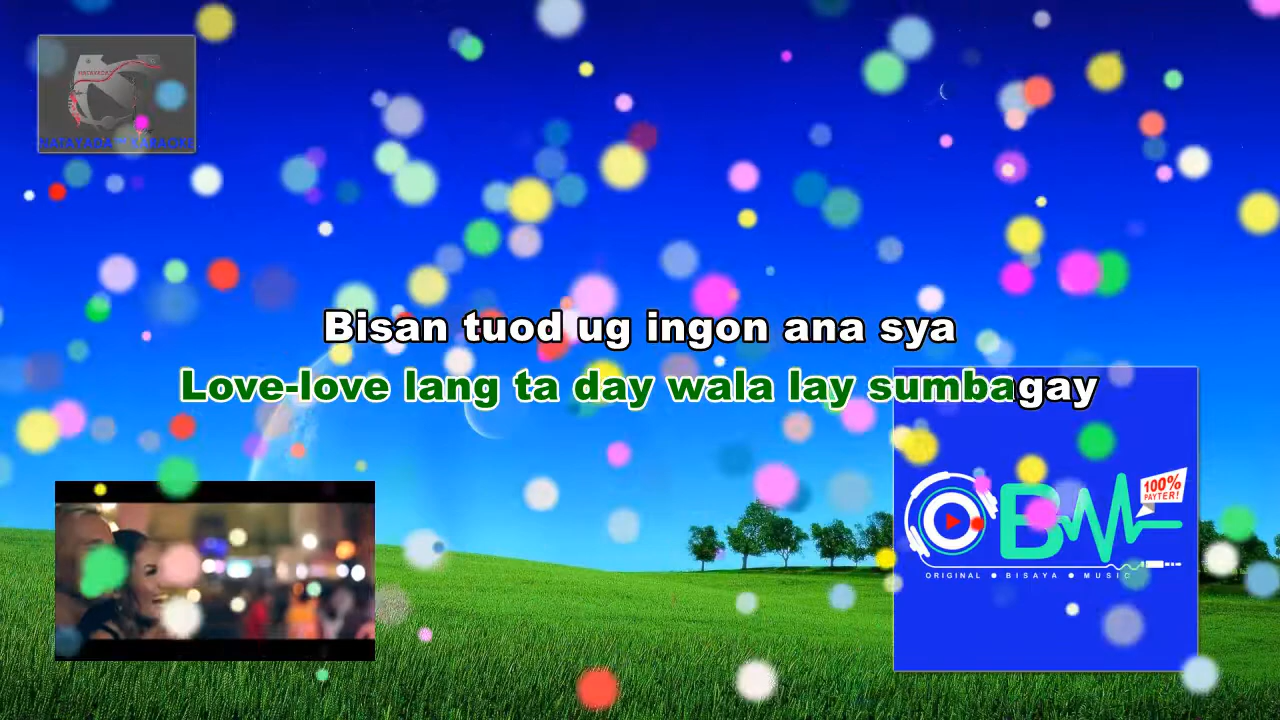 Bisan tuod ug ingon ana sya
Love-love lang ta day wala lay sumbagay
100%
PAYTER!
OBM
ORIGINAL ● BISAYA ● MUSIC